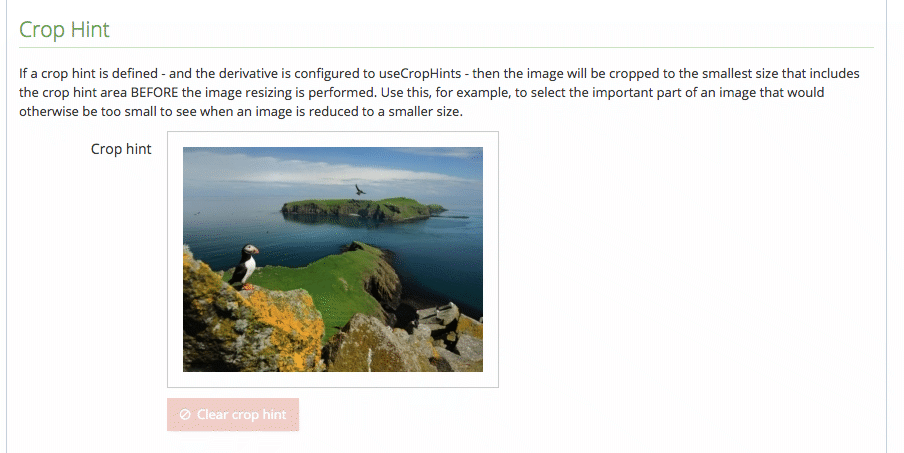 Crop Hint
If a crop hint is defined - and the derivative is configured to useCropHints - then the image will be cropped to the smallest size that includes
the crop hint area BEFORE the image resizing is performed. Use this, for example, to select the important part of an image that would
otherwise be too small to see when an image is reduced to a smaller size.
Crop hint
Clear crop hint